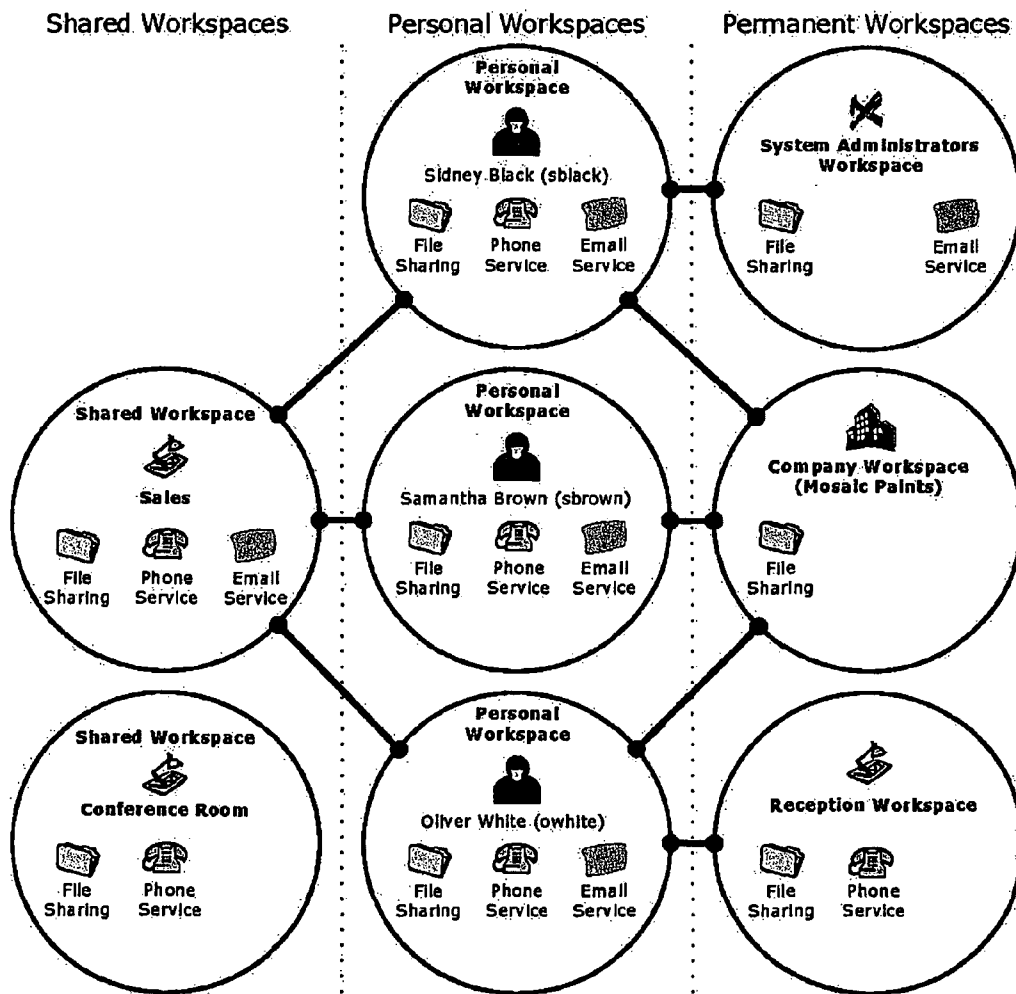 Shared Workspaces
Personal Workspaces
Permanent Workspaces
Personal
Workspace
Sidney Black (sblack)
File
Sharing
Phone
Service
Email
Service
System Administrators
Workspace
File
Sharing
Email
Service
Shared Workspace
Sales
File
Sharing
Phone
Service
Email
Service
Personal
Workspace
Samantha Brown (sbrown)
File
Sharing
Phone
Service
Email
Service
Company Workspace
(Mosaic Paints)
File
Sharing
Shared Workspace
Conference Room
File
Sharing
Phone
Service
Personal
Workspace
Oliver White (owhite)
File
Sharing
Phone
Service
Email
Service
Reception Workspace
File
Sharing
Phone
Service